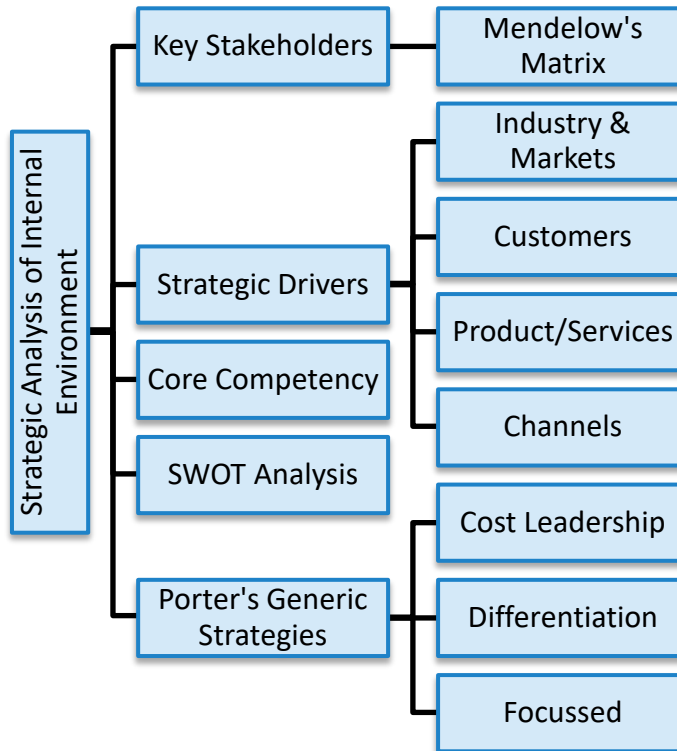 Strategic Analysis of Internal
Environment
Key Stakeholders
Mendelow's
Matrix
Strategic Drivers
Industry &
Markets
Customers
Product/Services
Channels
Core Competency
SWOT Analysis
Porter's Generic
Strategies
Cost Leadership
Differentiation
Focussed